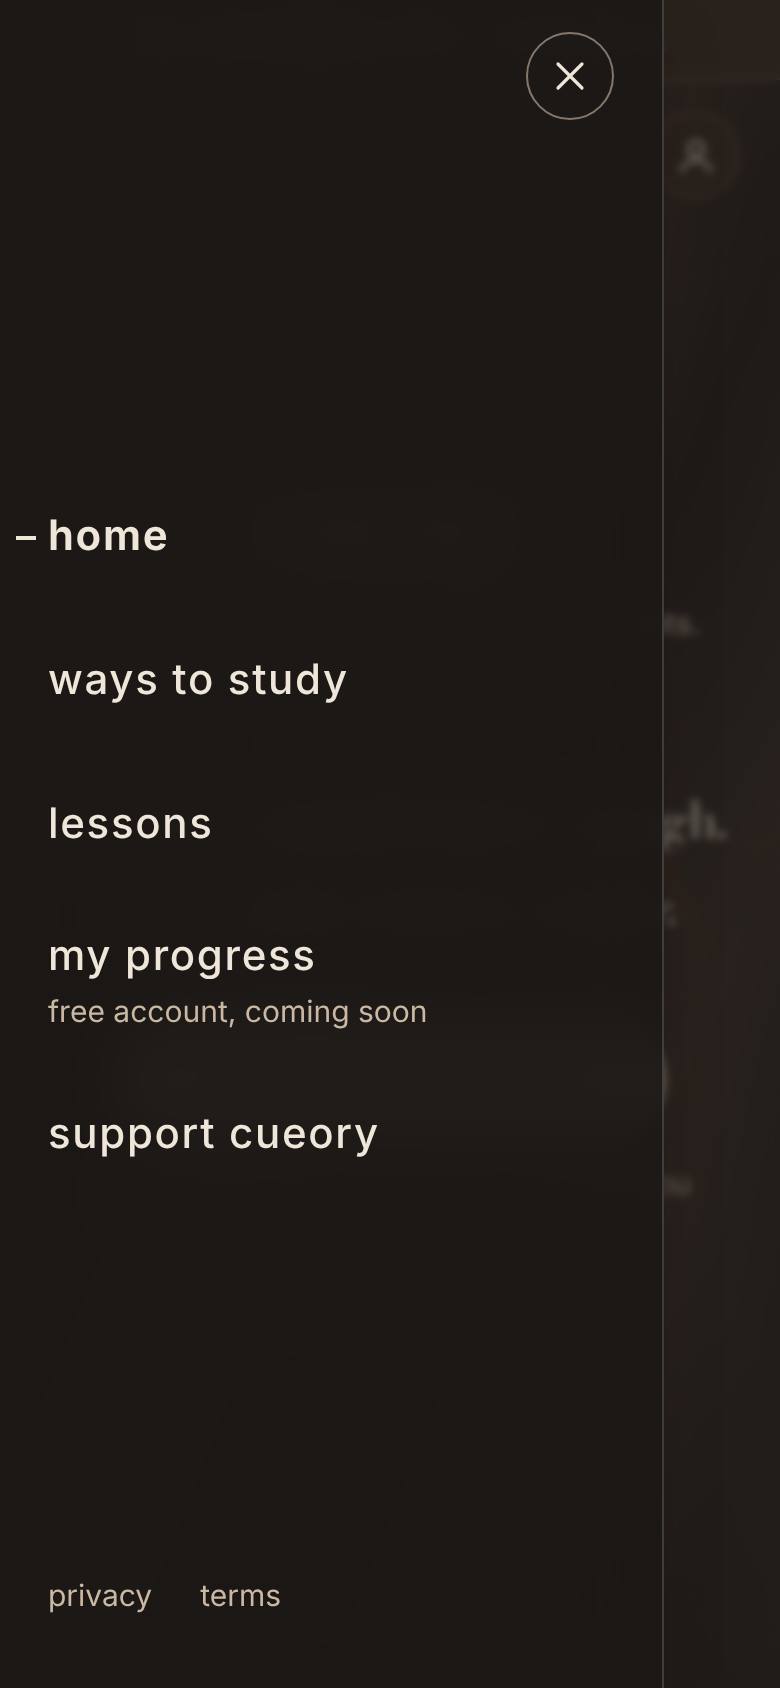 – home
ways to study
lessons
my progress
free account, coming soon
support cueory
privacy terms